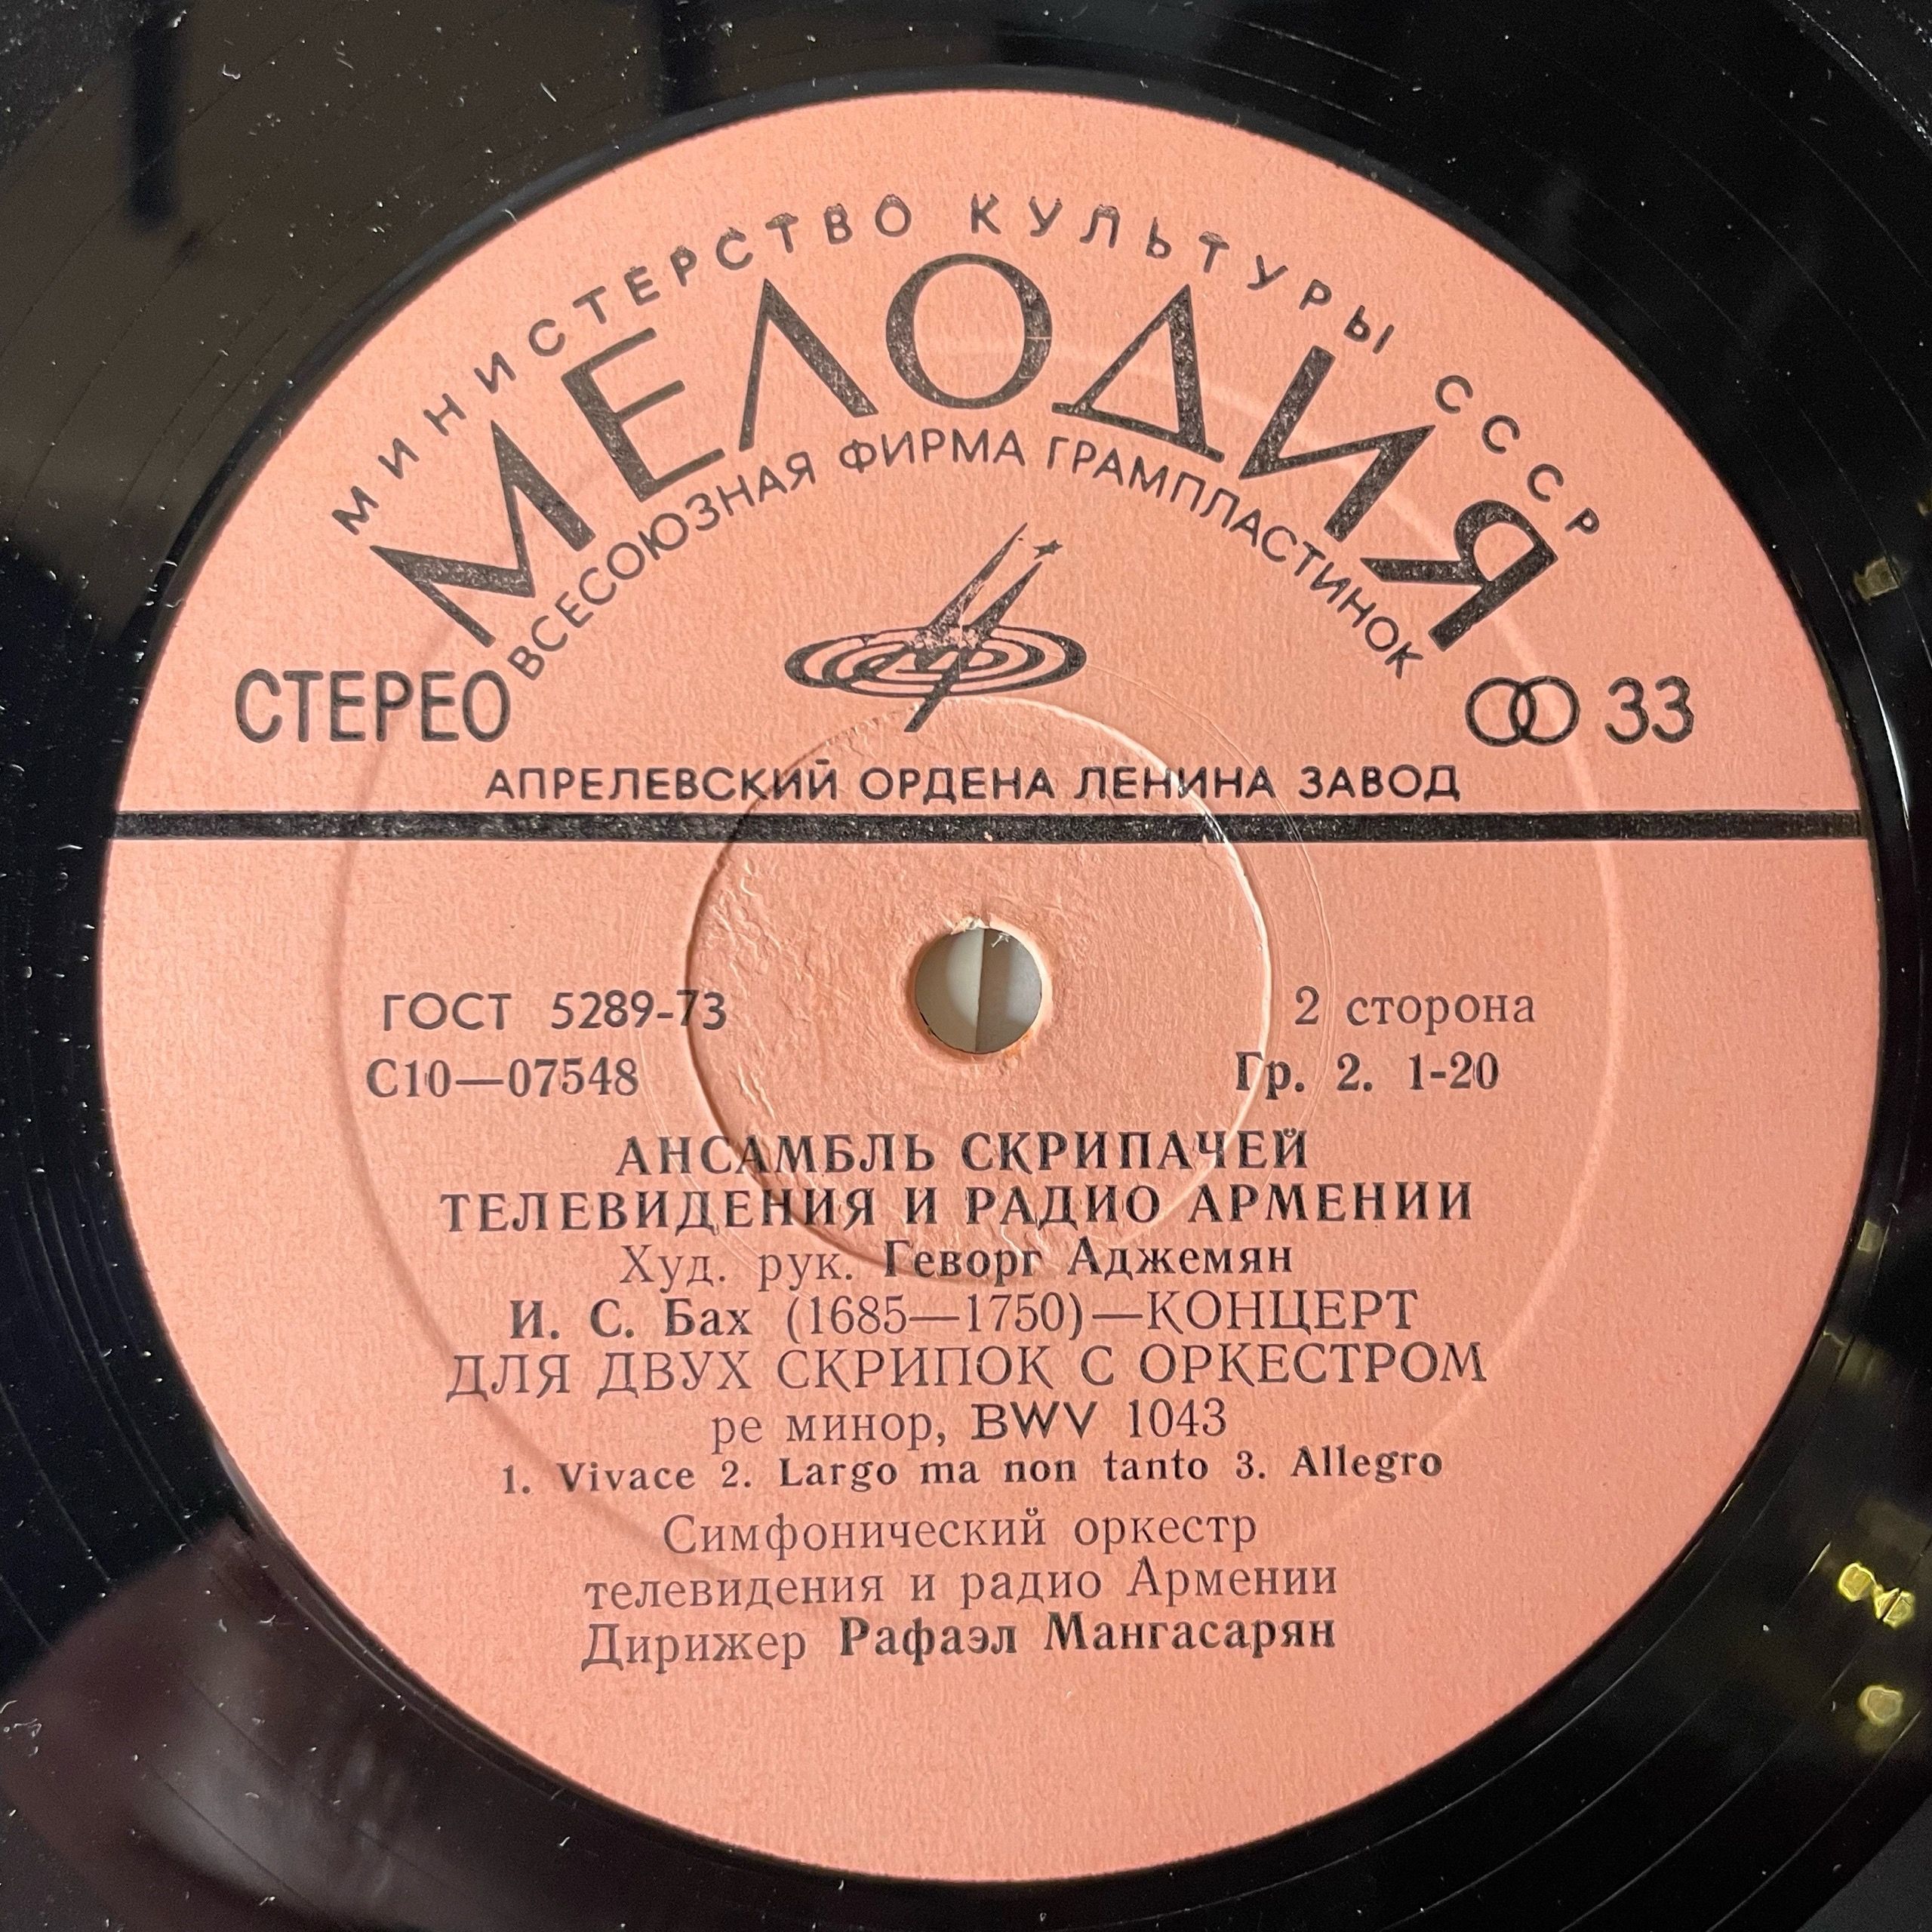 МИНИСТЕРСТВО КУЛЬТУРЫ СССР
МЕЛОДИЯ
ВСЕСОЮЗНАЯ ФИРМА ГРАМПЛАСТИНОК
СТЕРЕО
33
АПРЕЛЕВСКИЙ ОРДЕНА ЛЕНИНА ЗАВОД
ГОСТ 5289-73
2 сторона
С10—07548
Гр. 2. 1-20
АНСАМБЛЬ СКРИПАЧЕЙ
ТЕЛЕВИДЕНИЯ И РАДИО АРМЕНИИ
Худ. рук. Геворг Аджемян
И. С. Бах (1685—1750)—КОНЦЕРТ
ДЛЯ ДВУХ СКРИПОК С ОРКЕСТРОМ
ре минор, BWV 1043
1. Vivace 2. Largo ma non tanto 3. Allegro
Симфонический оркестр
телевидения и радио Армении
Дирижер Рафаэл Мангасарян